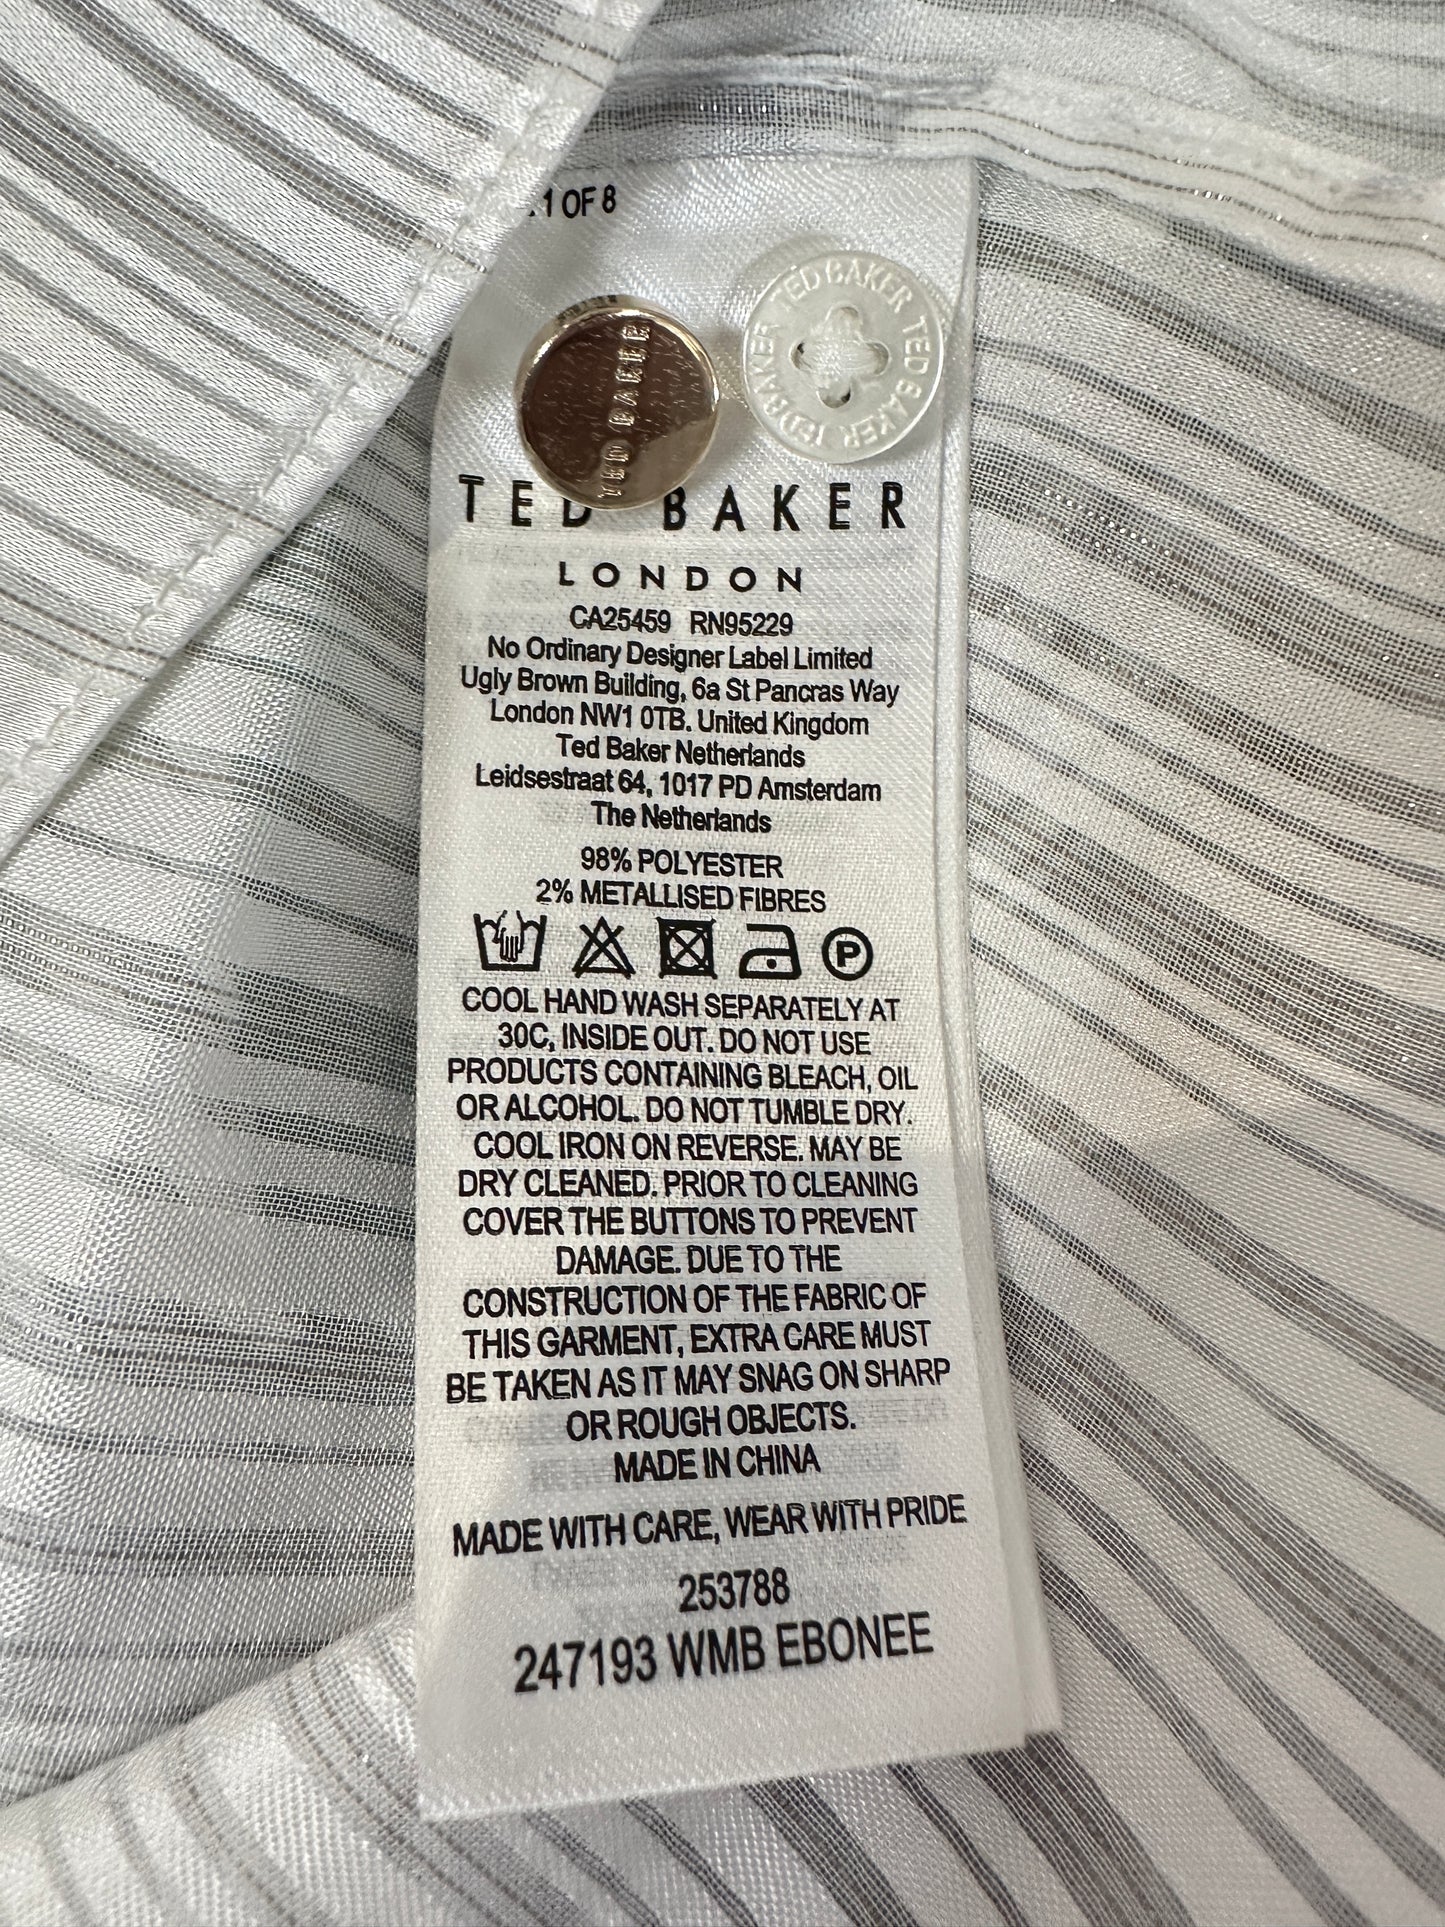 1 OF 8
TED BAKER
TED BAKER TED BAKER TED BAKER
TED BAKER
LONDON
CA25459 RN95229
No Ordinary Designer Label Limited
Ugly Brown Building, 6a St Pancras Way
London NW1 0TB. United Kingdom
Ted Baker Netherlands
Leidsestraat 64, 1017 PD Amsterdam
The Netherlands
98% POLYESTER
2% METALLISED FIBRES
P
COOL HAND WASH SEPARATELY AT
30C, INSIDE OUT. DO NOT USE
PRODUCTS CONTAINING BLEACH, OIL
OR ALCOHOL. DO NOT TUMBLE DRY.
COOL IRON ON REVERSE. MAY BE
DRY CLEANED. PRIOR TO CLEANING
COVER THE BUTTONS TO PREVENT
DAMAGE. DUE TO THE
CONSTRUCTION OF THE FABRIC OF
THIS GARMENT, EXTRA CARE MUST
BE TAKEN AS IT MAY SNAG ON SHARP
OR ROUGH OBJECTS.
MADE IN CHINA
MADE WITH CARE, WEAR WITH PRIDE
253788
247193 WMB EBONEE